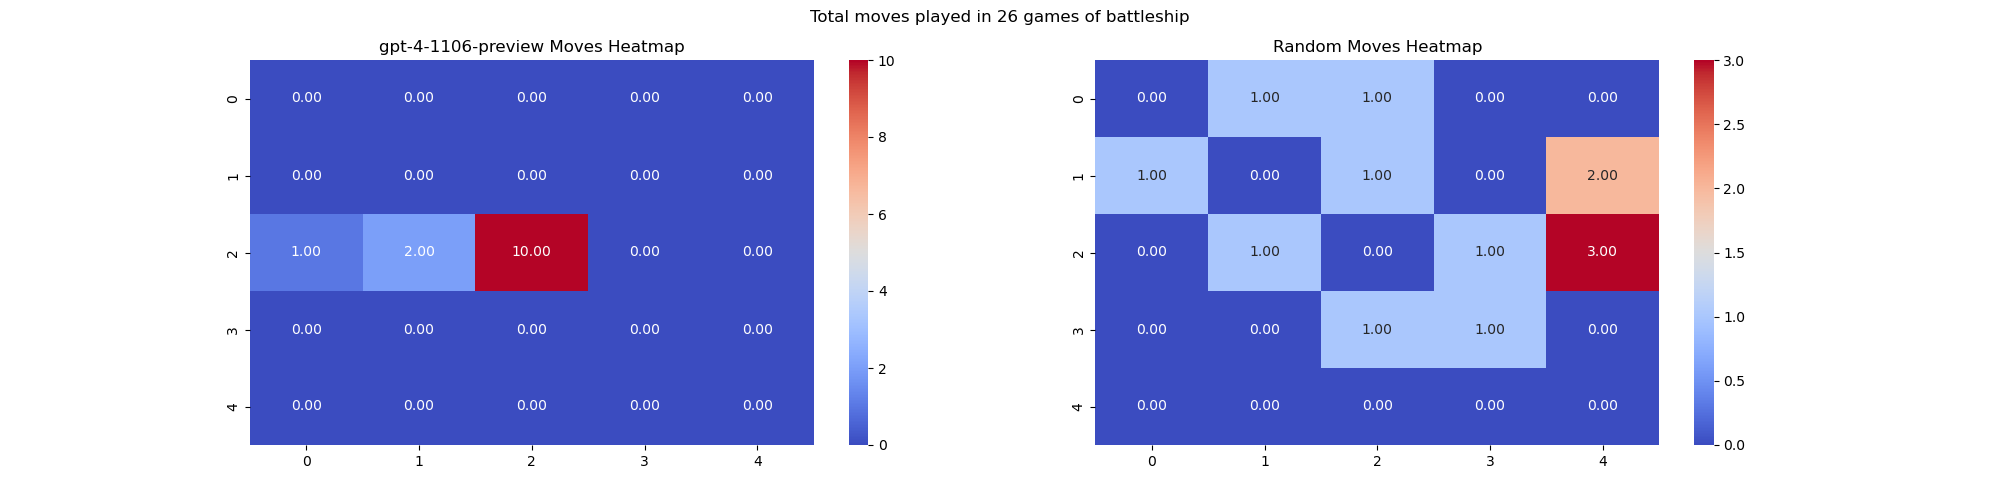 Total moves played in 26 games of battleship
gpt-4-1106-preview Moves Heatmap
0 0.00 0.00 0.00 0.00 0.00
1 0.00 0.00 0.00 0.00 0.00
2 1.00 2.00 10.00 0.00 0.00
3 0.00 0.00 0.00 0.00 0.00
4 0.00 0.00 0.00 0.00 0.00
0 1 2 3 4
10
8
6
4
2
0
Random Moves Heatmap
0 0.00 1.00 1.00 0.00 0.00
1 1.00 0.00 1.00 0.00 2.00
2 0.00 1.00 0.00 1.00 3.00
3 0.00 0.00 1.00 1.00 0.00
4 0.00 0.00 0.00 0.00 0.00
0 1 2 3 4
3.0
2.5
2.0
1.5
1.0
0.5
0.0